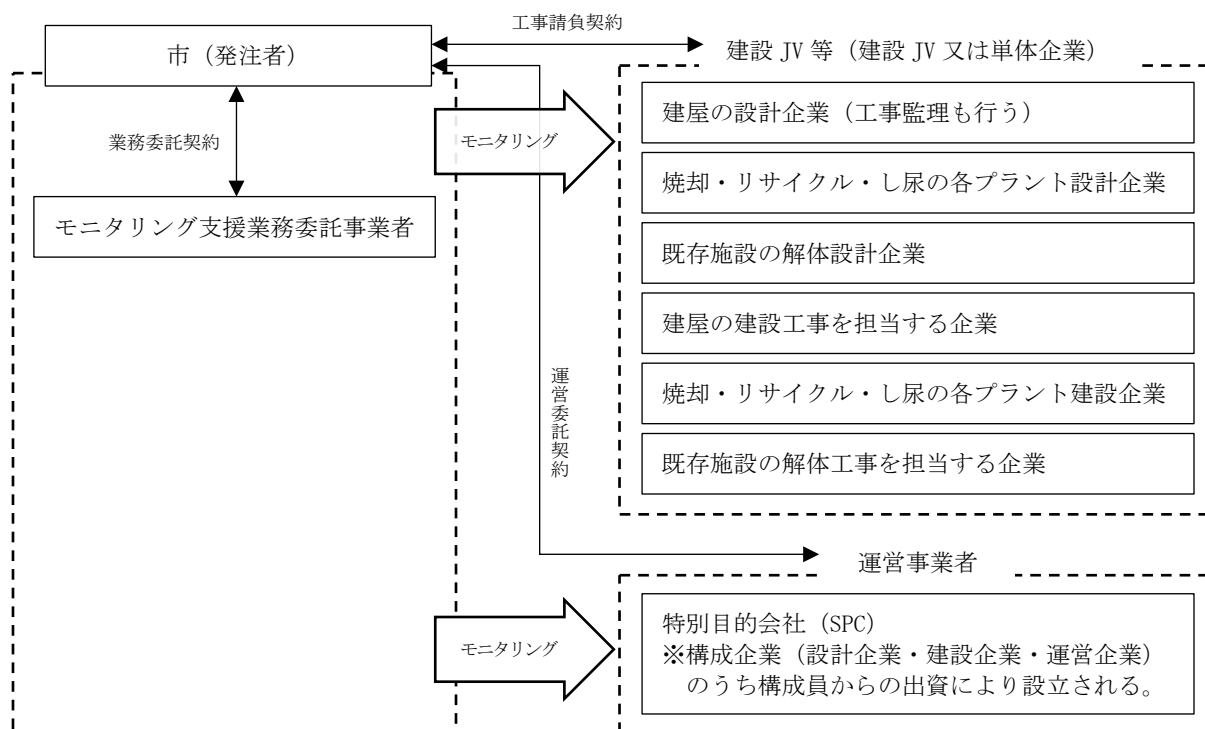 工事請負契約
市（発注者）
建設 JV 等（建設 JV 又は単体企業）
建屋の設計企業（工事監理も行う）
モニタリング
業務委託契約
焼却・リサイクル・し尿の各プラント設計企業
モニタリング支援業務委託事業者
既存施設の解体設計企業
建屋の建設工事を担当する企業
運営委託契約
焼却・リサイクル・し尿の各プラント建設企業
既存施設の解体工事を担当する企業
運営事業者
モニタリング
特別目的会社（SPC）
※構成企業（設計企業・建設企業・運営企業）
のうち構成員からの出資により設立される。